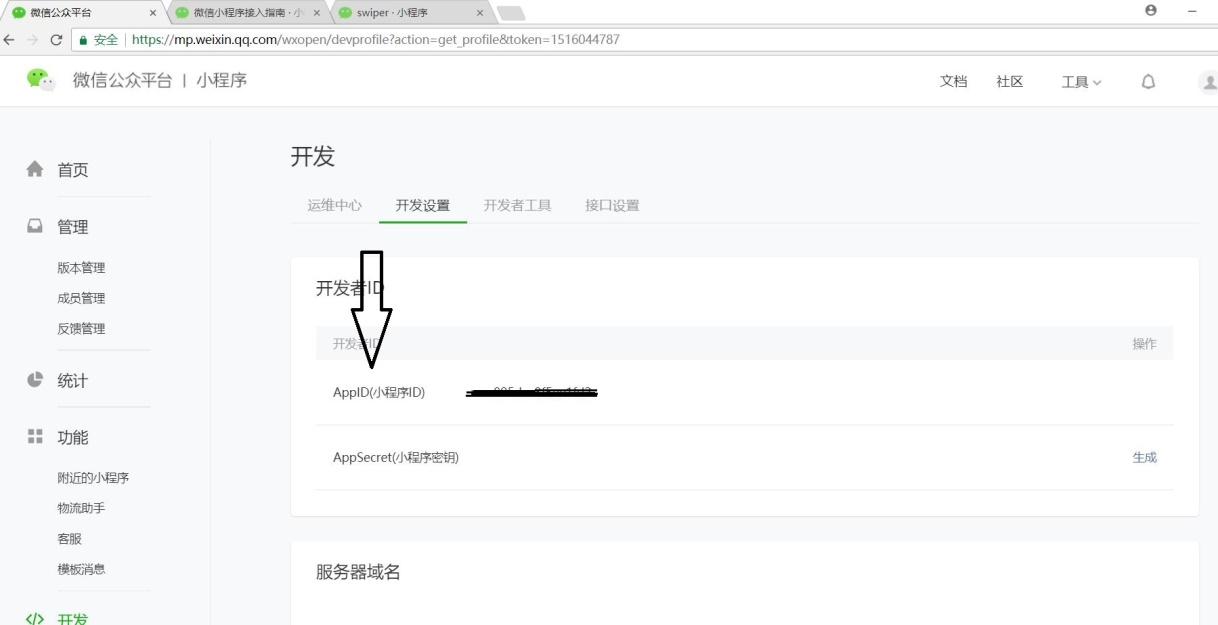 微信公众平台
微信小程序接入指南 · 小
swiper · 小程序
安全 | https://mp.weixin.qq.com/wxopen/devprofile?action=get_profile&token=1516044787
微信公众平台 | 小程序
文档 社区 工具
首页
管理
版本管理
成员管理
反馈管理
统计
功能
附近的小程序
物流助手
客服
模板消息
开发
开发
运维中心 开发设置 开发者工具 接口设置
开发者ID
开发者ID 操作
AppID(小程序ID)
AppSecret(小程序密钥) 生成
服务器域名